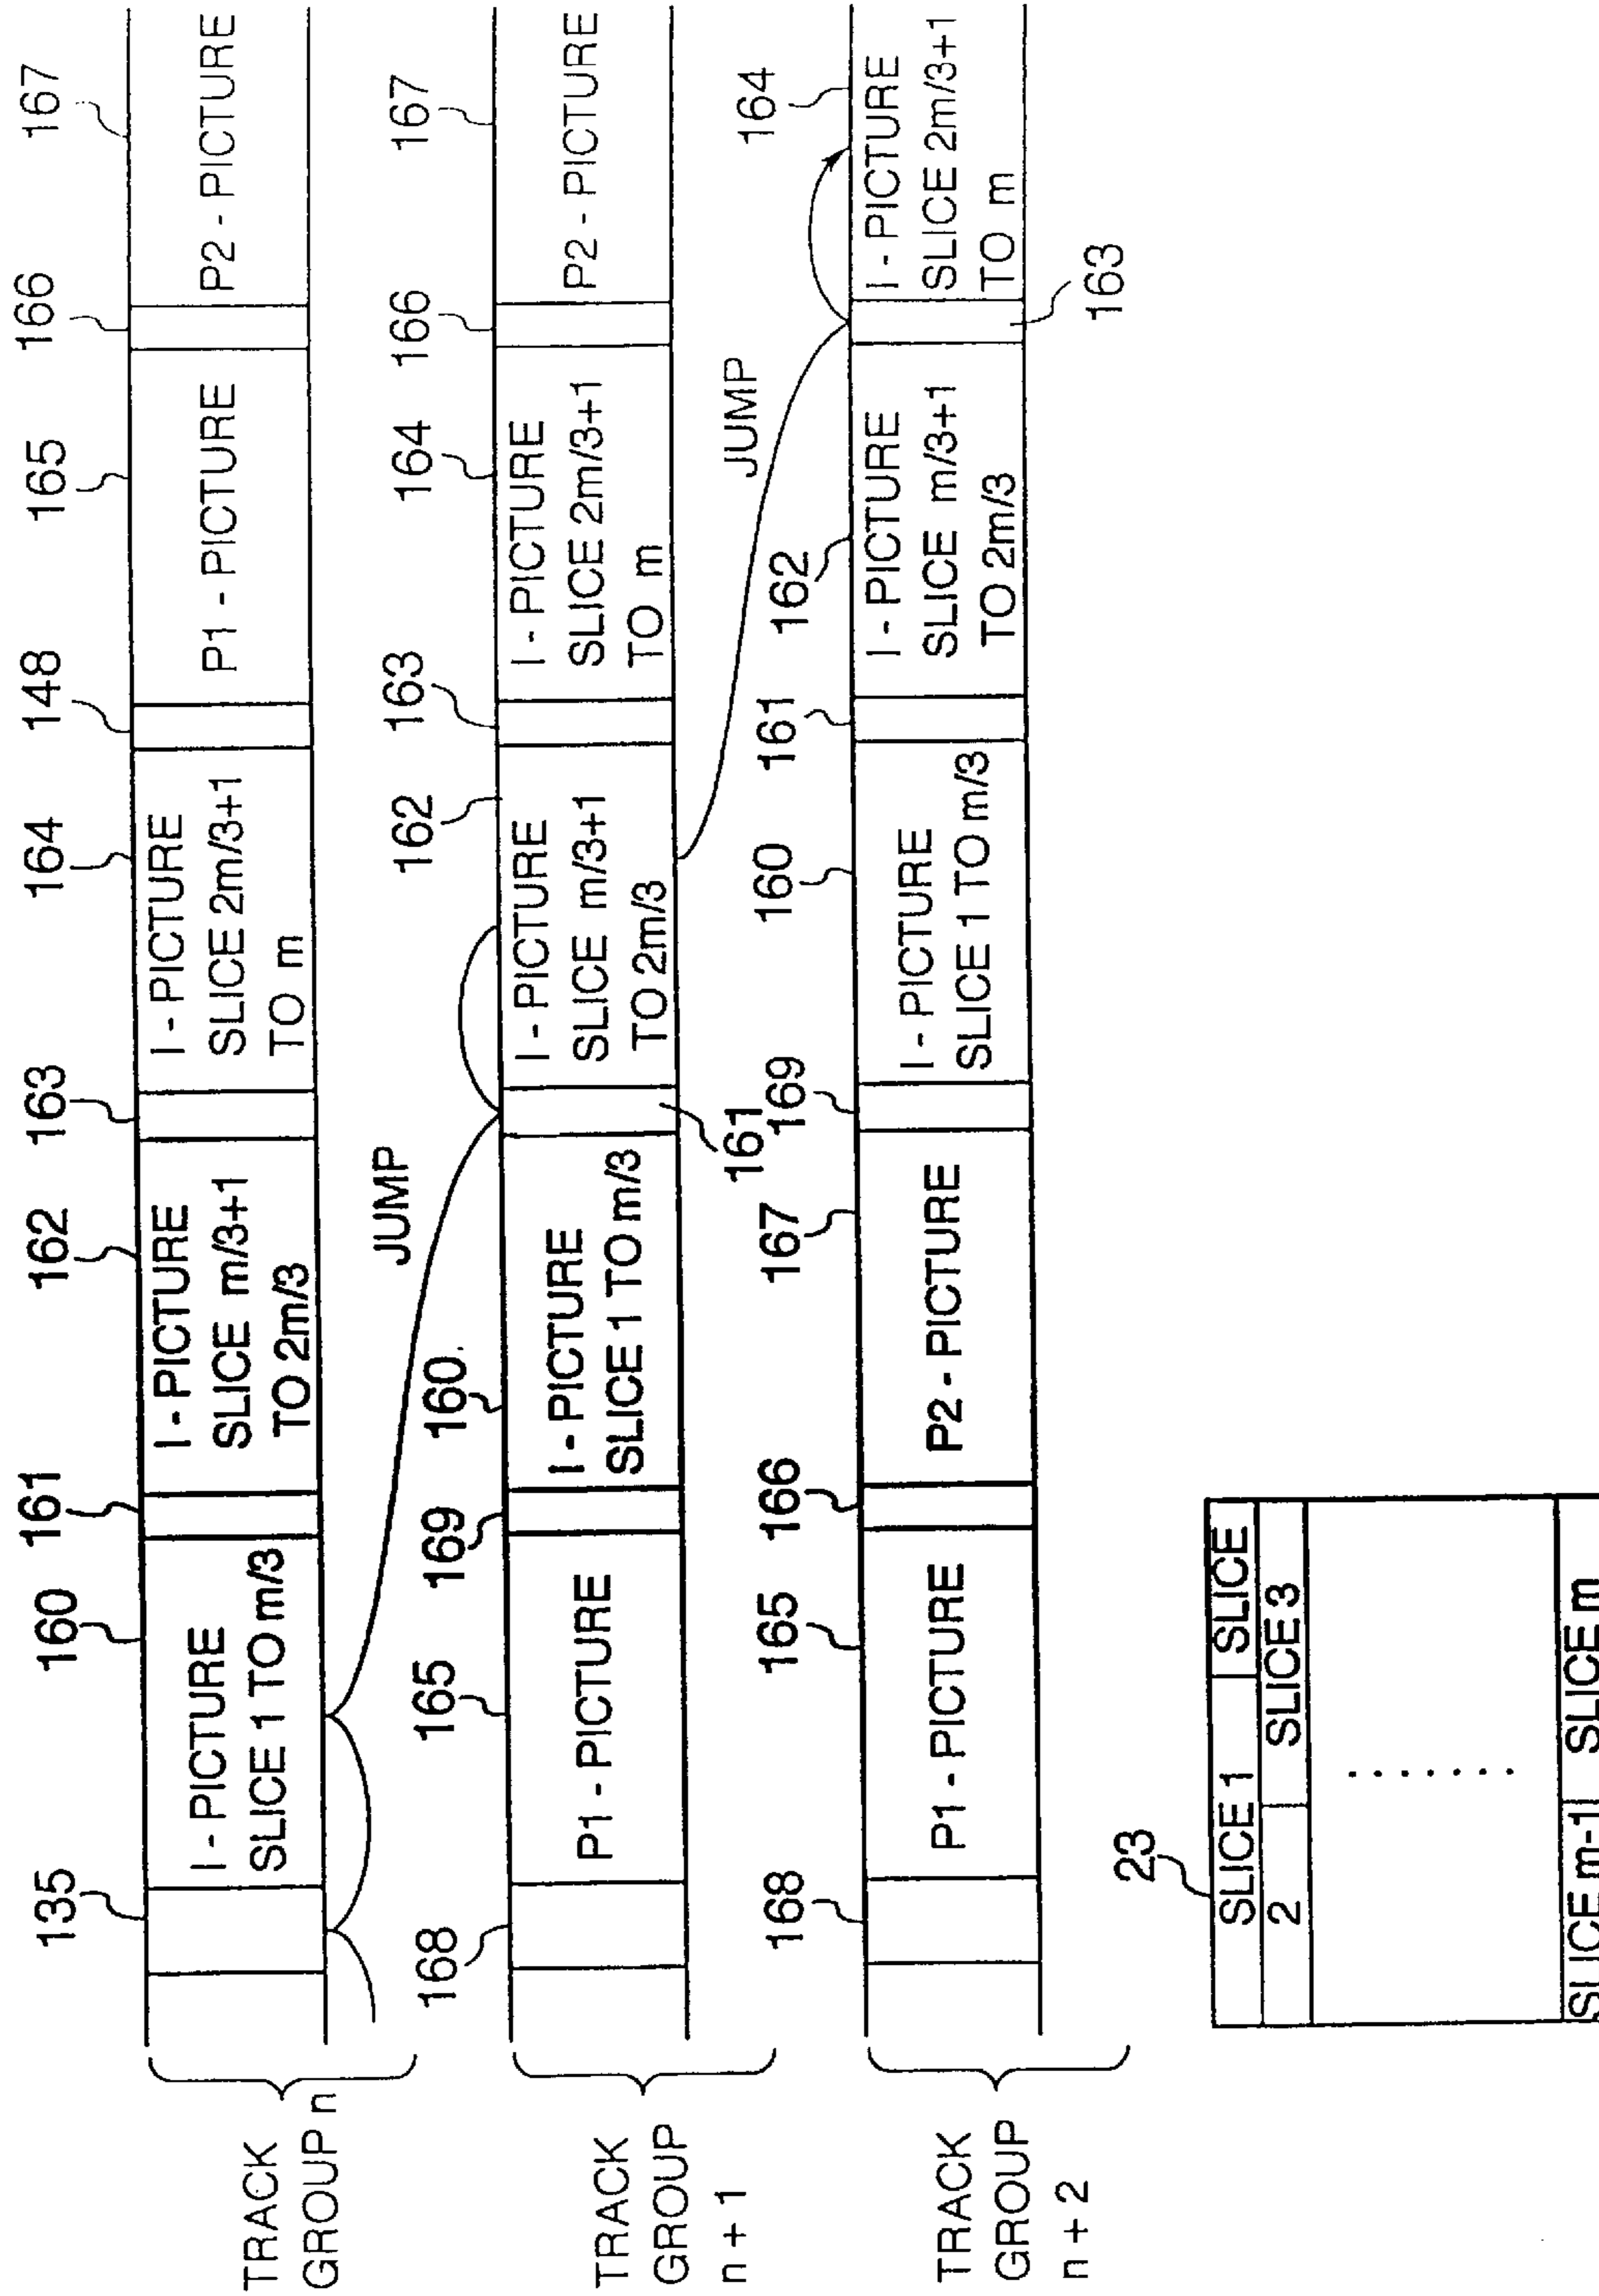 TRACK
GROUP n
135
160
161
162
163
164
148
165
166
167
I - PICTURE
SLICE 1 TO m/3
I - PICTURE
SLICE m/3+1
TO 2m/3
I - PICTURE
SLICE 2m/3+1
TO m
P1 - PICTURE
P2 - PICTURE
JUMP
TRACK
GROUP
n + 1
168
165
169
160.
162
163
164
166
167
P1 - PICTURE
I - PICTURE
SLICE 1 TO m/3
I - PICTURE
SLICE m/3+1
TO 2m/3
I - PICTURE
SLICE 2m/3+1
TO m
P2 - PICTURE
161
JUMP
TRACK
GROUP
n + 2
168
165
166
167
169
160
161
162
164
P1 - PICTURE
P2 - PICTURE
I - PICTURE
SLICE 1 TO m/3
I - PICTURE
SLICE m/3+1
TO 2m/3
I - PICTURE
SLICE 2m/3+1
TO m
163
23
SLICE 1 SLICE
2 SLICE 3
.......
SLICE m-1 SLICE m